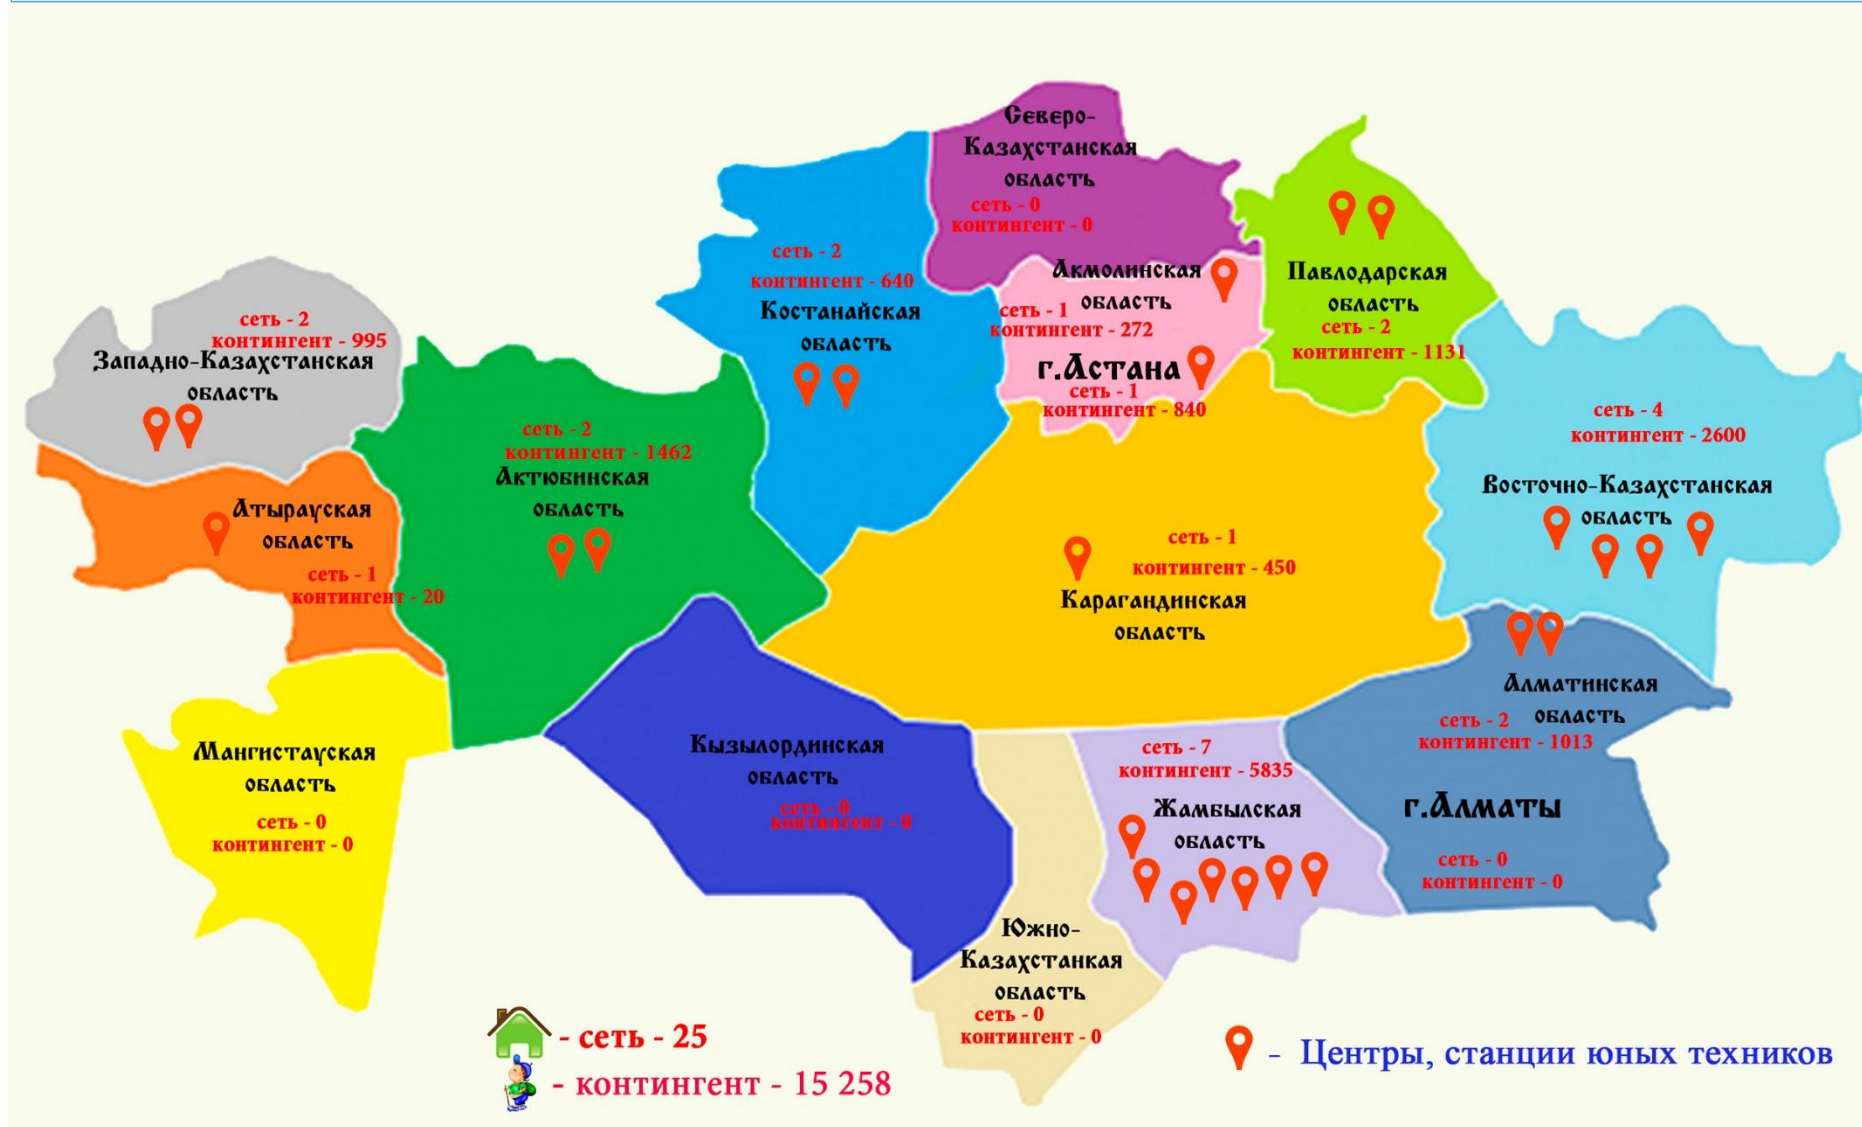 Северо-
Казахстанская
область
сеть - 0
контингент - 0
сеть - 2
контингент - 640
Костанайская
область
Акмолинская
область
сеть - 1
контингент - 272
г.Астана
сеть - 1
контингент - 840
Павлодарская
область
сеть - 2
контингент - 1131
сеть - 2
контингент - 995
Западно-Казахстанская
область
сеть - 2
контингент - 1462
Актюбинская
область
сеть - 4
контингент - 2600
Восточно-Казахстанская
область
Атырауская
область
сеть - 1
контингент - 20
сеть - 1
контингент - 450
Карагандинская
область
Алматинская
область
сеть - 2
контингент - 1013
г.Алматы
сеть - 0
контингент - 0
Мангистауская
область
сеть - 0
контингент - 0
Кызылординская
область
сеть - 0
контингент - 0
сеть - 7
контингент - 5835
Жамбылская
область
Южно-
Казахстанкая
область
сеть - 0
контингент - 0
- сеть - 25
- контингент - 15 258
- Центры, станции юных техников